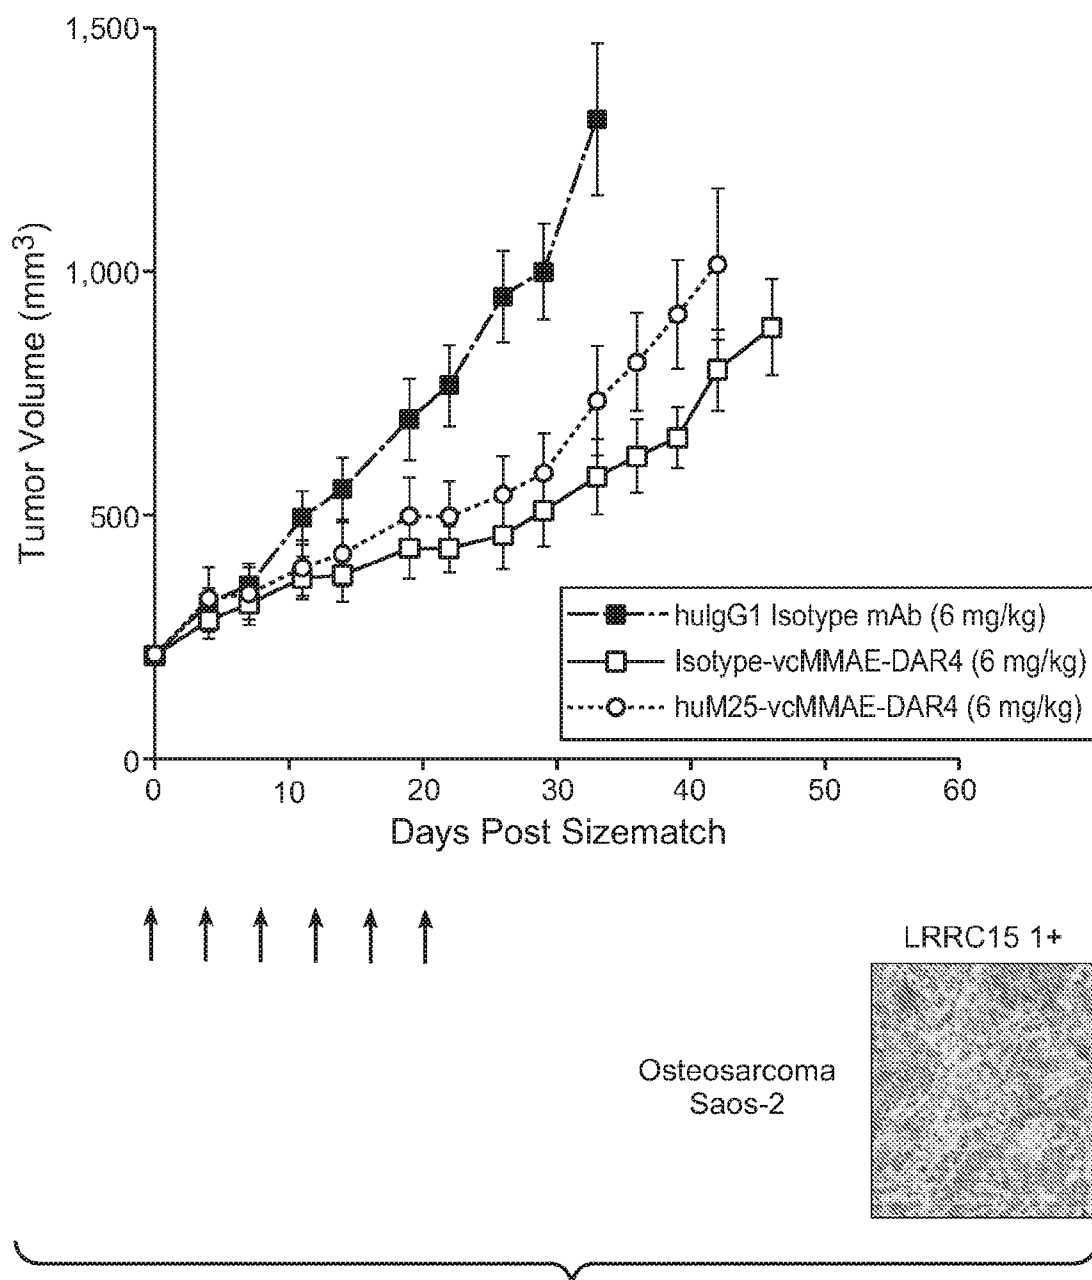 1,500
1,000
500
0
Tumor Volume (mm³)
0 10 20 30 40 50 60
Days Post Sizematch
huIgG1 Isotype mAb (6 mg/kg)
Isotype-vcMMAE-DAR4 (6 mg/kg)
huM25-vcMMAE-DAR4 (6 mg/kg)
LRRC15 1+
Osteosarcoma
Saos-2